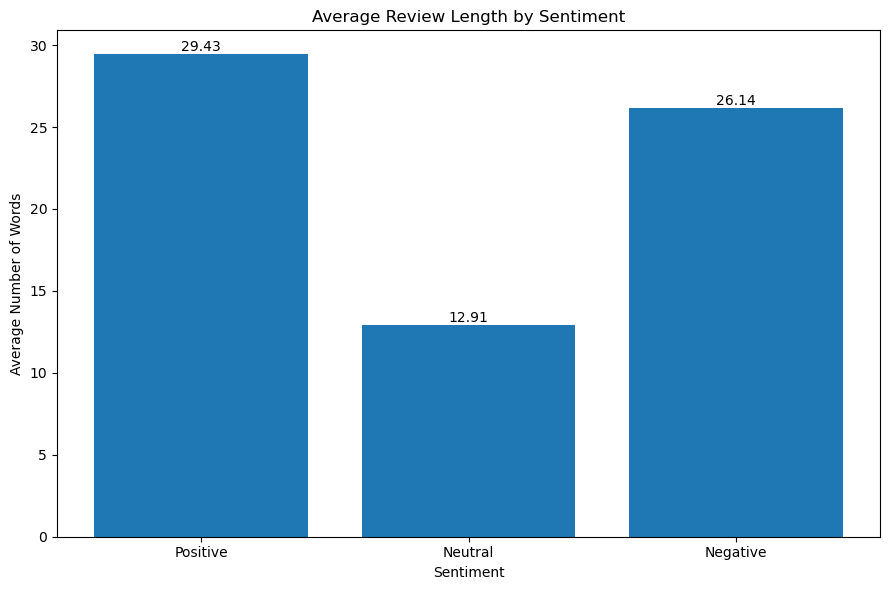 Average Review Length by Sentiment
Average Number of Words
30
25
20
15
10
5
0
29.43
12.91
26.14
Positive
Neutral
Negative
Sentiment